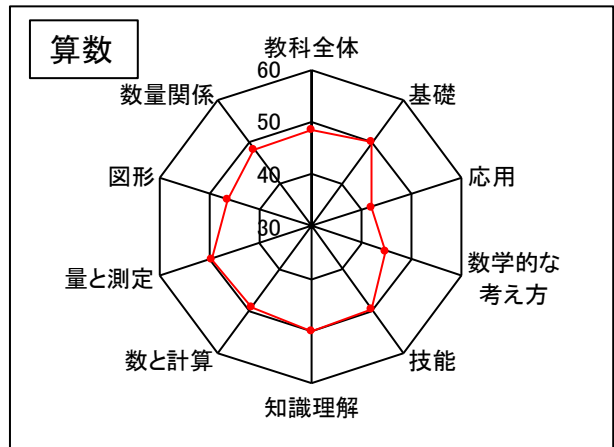 算数
教科全体
基礎
応用
数学的な
考え方
技能
知識理解
数と計算
量と測定
図形
数量関係
60
50
40
30